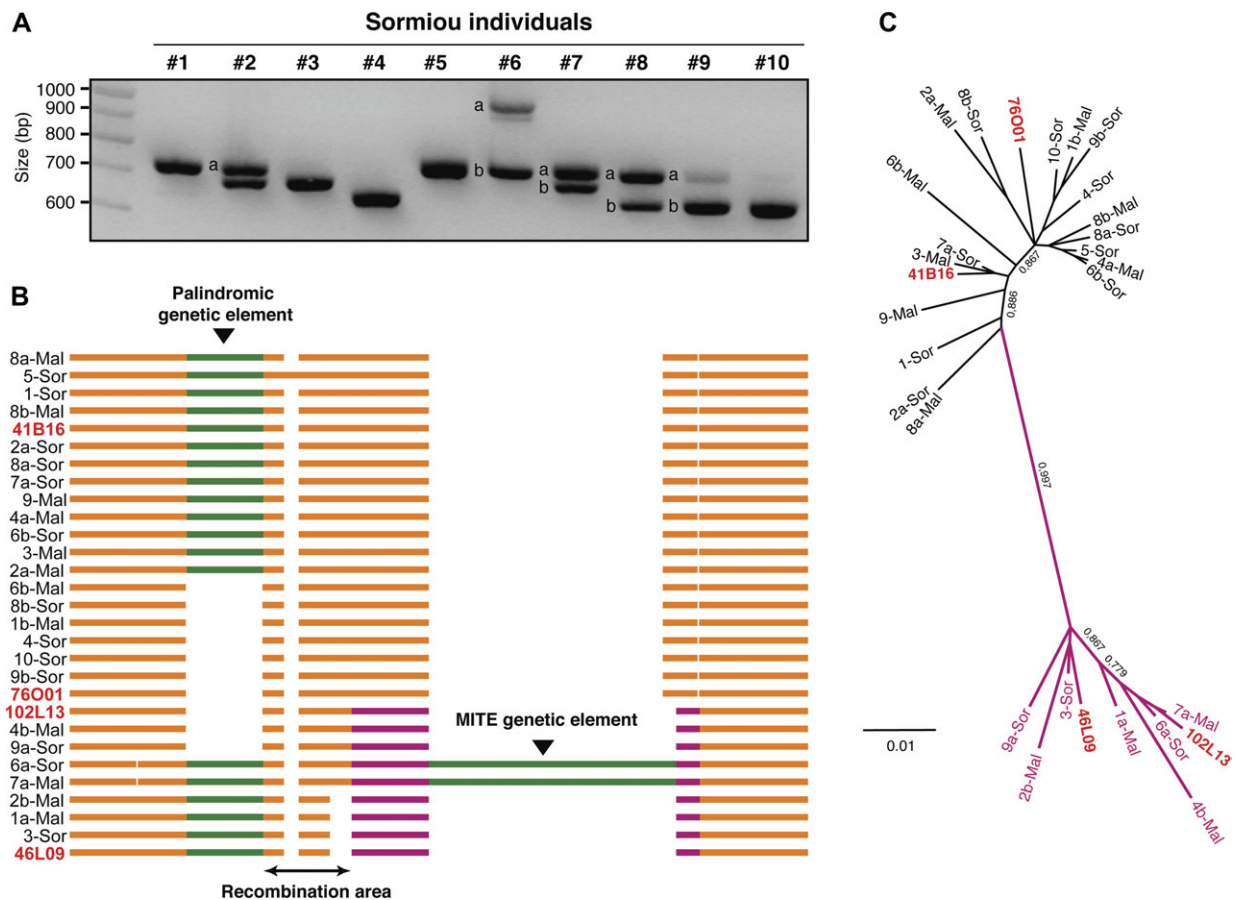 A
Sormiou individuals
#1 #2 #3 #4 #5 #6 #7 #8 #9 #10
Size (bp)
1000
900
800
700
600
a
a
b
a
b
a
b
a
b
B
Palindromic
genetic element
8a-Mal
5-Sor
1-Sor
8b-Mal
41B16
2a-Sor
8a-Sor
7a-Sor
9-Mal
4a-Mal
6b-Sor
3-Mal
2a-Mal
6b-Mal
8b-Sor
1b-Mal
4-Sor
10-Sor
9b-Sor
76O01
102L13
4b-Mal
9a-Sor
6a-Sor
7a-Mal
2b-Mal
1a-Mal
3-Sor
46L09
MITE genetic element
Recombination area
C
2a-Mal
8b-Sor
76O01
10-Sor
1b-Mal
9b-Sor
6b-Mal
4-Sor
8b-Mal
8a-Sor
5-Sor
4a-Mal
6b-Sor
7a-Sor
3-Mal
41B16
0,867
0,886
9-Mal
1-Sor
2a-Sor
8a-Mal
0,997
0,867
0,779
9a-Sor
2b-Mal
3-Sor
46L09
1a-Mal
6a-Sor
7a-Mal
102L13
4b-Mal
0.01